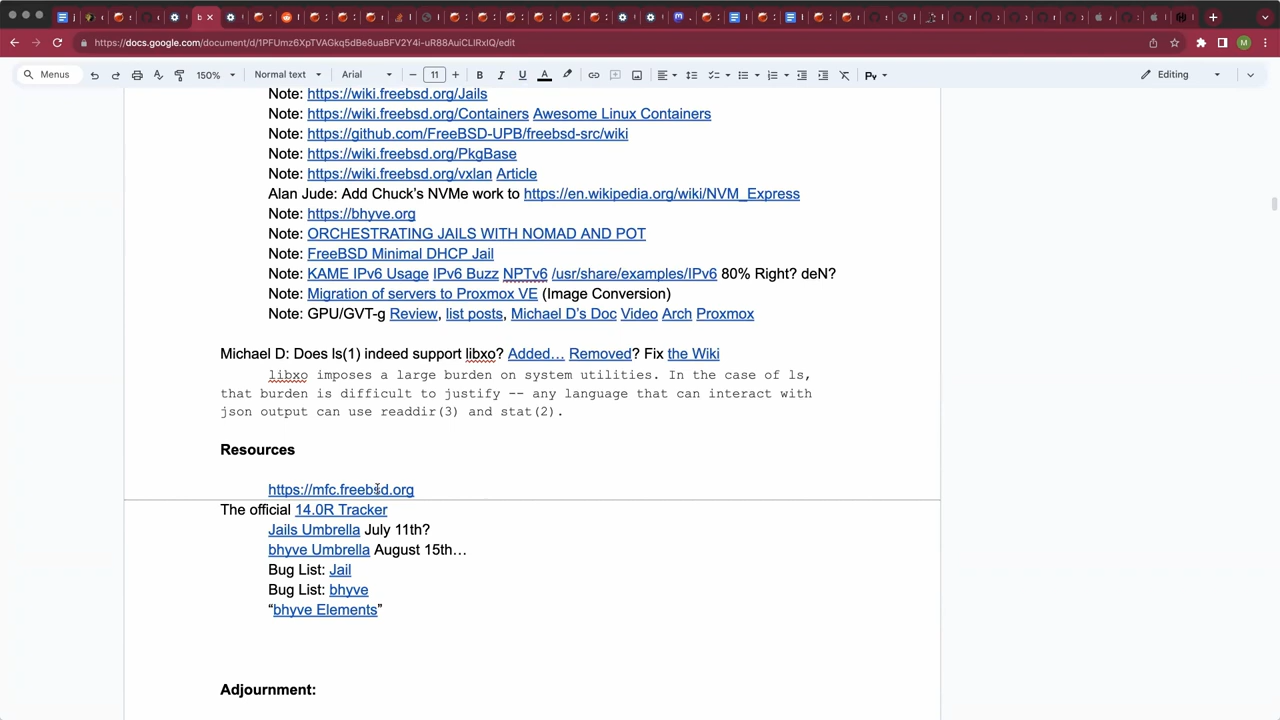 https://docs.google.com/document/d/1PFUmz6XpTVAGkq5dBe8uaBFV2Y4i-uR88AuiCLIRxIQ/edit
M
Menus
150%
Normal text
Arial
11
Editing
Note: https://wiki.freebsd.org/Jails
Note: https://wiki.freebsd.org/Containers Awesome Linux Containers
Note: https://github.com/FreeBSD-UPB/freebsd-src/wiki
Note: https://wiki.freebsd.org/PkgBase
Note: https://wiki.freebsd.org/vxlan Article
Alan Jude: Add Chuck's NVMe work to https://en.wikipedia.org/wiki/NVM_Express
Note: https://bhyve.org
Note: ORCHESTRATING JAILS WITH NOMAD AND POT
Note: FreeBSD Minimal DHCP Jail
Note: KAME IPv6 Usage IPv6 Buzz NPTv6 /usr/share/examples/IPv6 80% Right? deN?
Note: Migration of servers to Proxmox VE (Image Conversion)
Note: GPU/GVT-g Review, list posts, Michael D's Doc Video Arch Proxmox
Michael D: Does ls(1) indeed support libxo? Added… Removed? Fix the Wiki
libxo imposes a large burden on system utilities. In the case of ls,
that burden is difficult to justify -- any language that can interact with
json output can use readdir(3) and stat(2).
Resources
https://mfc.freebsd.org
The official 14.0R Tracker
Jails Umbrella July 11th?
bhyve Umbrella August 15th…
Bug List: Jail
Bug List: bhyve
“bhyve Elements”
Adjournment: